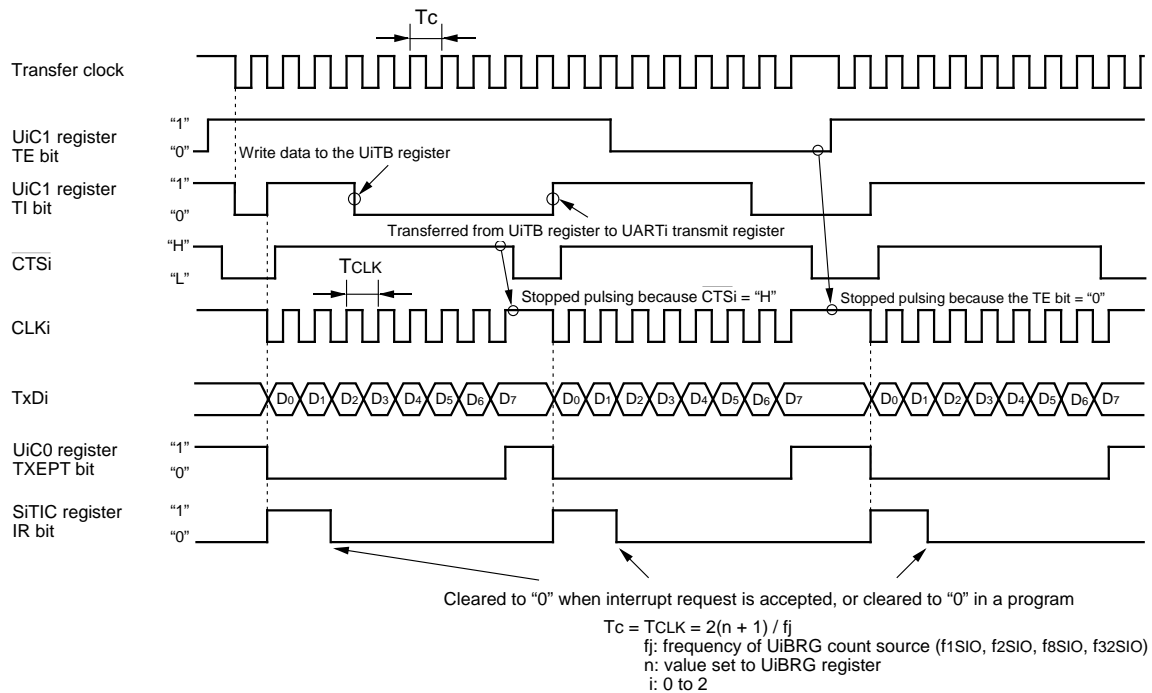 Tc
Transfer clock
UiC1 register
TE bit
“1”
“0”
Write data to the UiTB register
UiC1 register
TI bit
“1”
“0”
Transferred from UiTB register to UARTi transmit register
CTSi
“H”
“L”
TCLK
Stopped pulsing because CTSi = “H”
Stopped pulsing because the TE bit = “0”
CLKi
TxDi
D0 D1 D2 D3 D4 D5 D6 D7 D0 D1 D2 D3 D4 D5 D6 D7 D0 D1 D2 D3 D4 D5 D6 D7
UiC0 register
TXEPT bit
“1”
“0”
SiTIC register
IR bit
“1”
“0”
Cleared to “0” when interrupt request is accepted, or cleared to “0” in a program
Tc = TCLK = 2(n + 1) / fj
fj: frequency of UiBRG count source (f1SIO, f2SIO, f8SIO, f32SIO)
n: value set to UiBRG register
i: 0 to 2